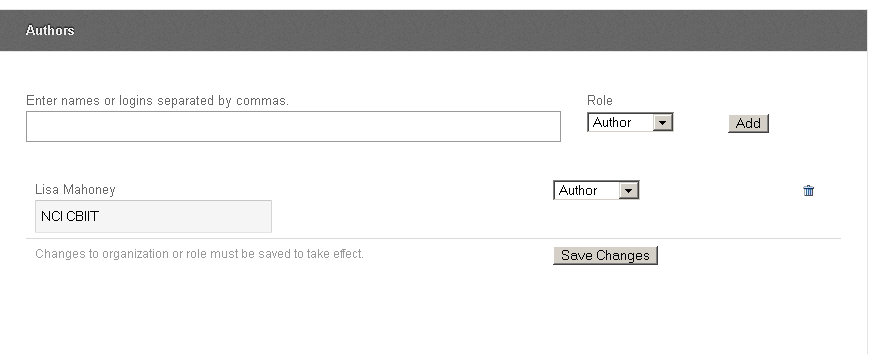 Authors
Enter names or logins separated by commas.
Role
Author
Add
Lisa Mahoney
Author
NCI CBIIT
Changes to organization or role must be saved to take effect.
Save Changes